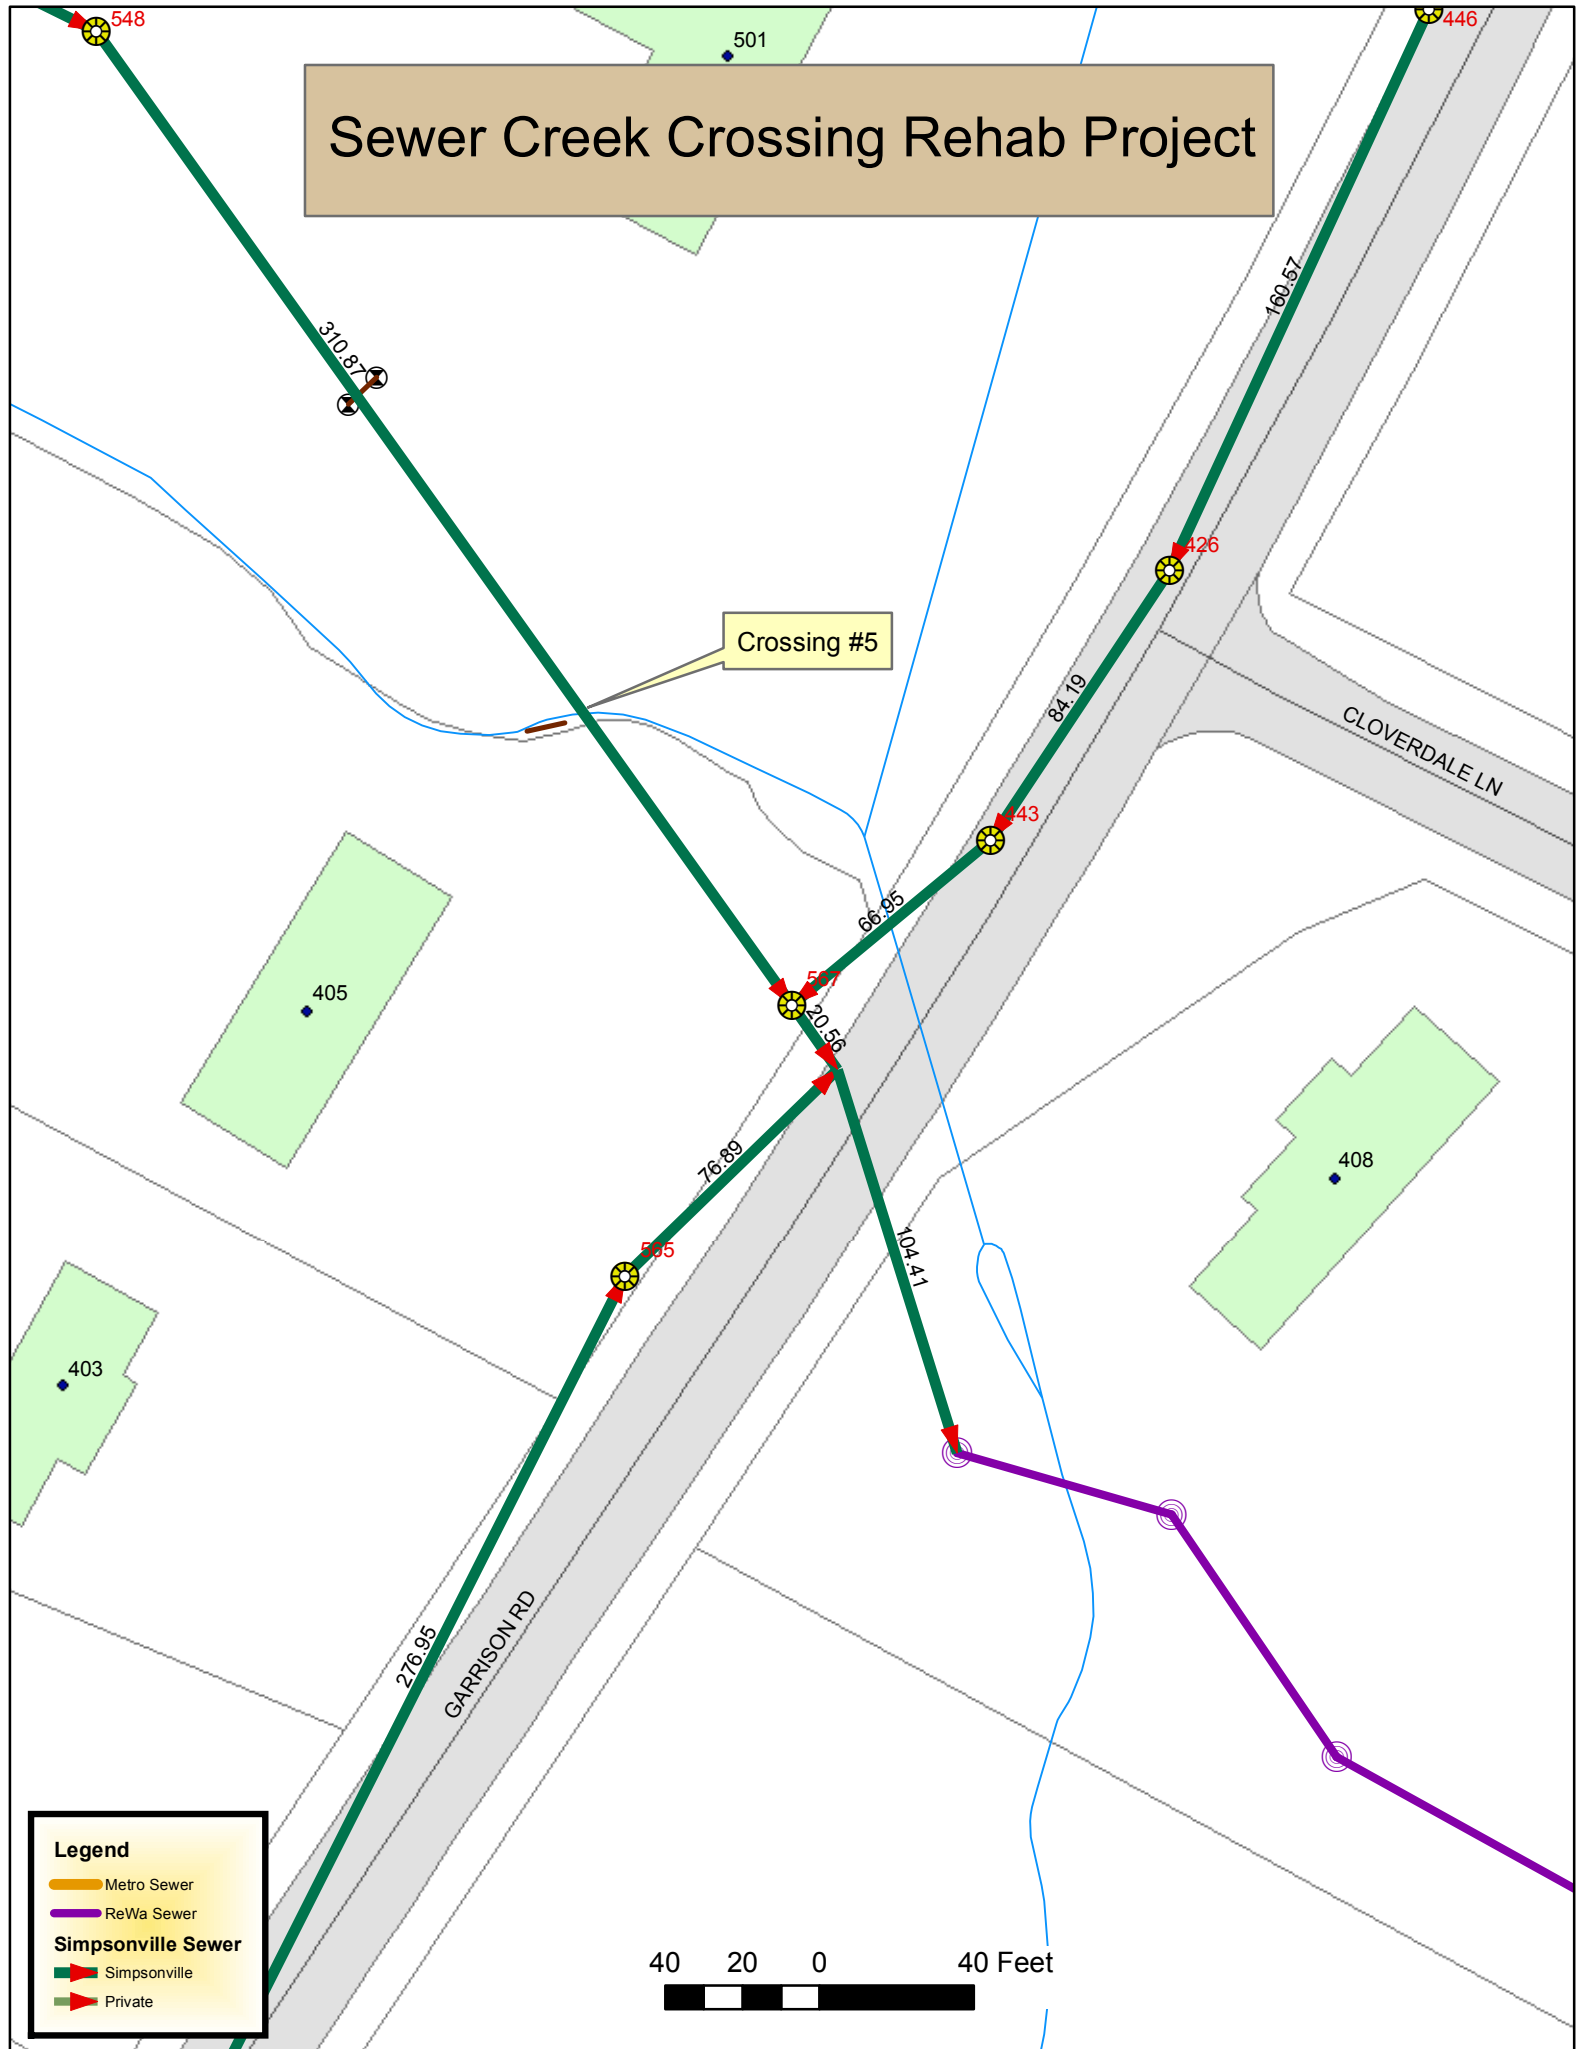 548
501
446
Sewer Creek Crossing Rehab Project
160.57
310.87
426
Crossing #5
84.19
CLOVERDALE LN
443
66.95
405
567
20.56
76.89
408
565
104.41
403
276.95
GARRISON RD
Legend
Metro Sewer
ReWa Sewer
Simpsonville Sewer
Simpsonville
Private
40 20 0 40 Feet